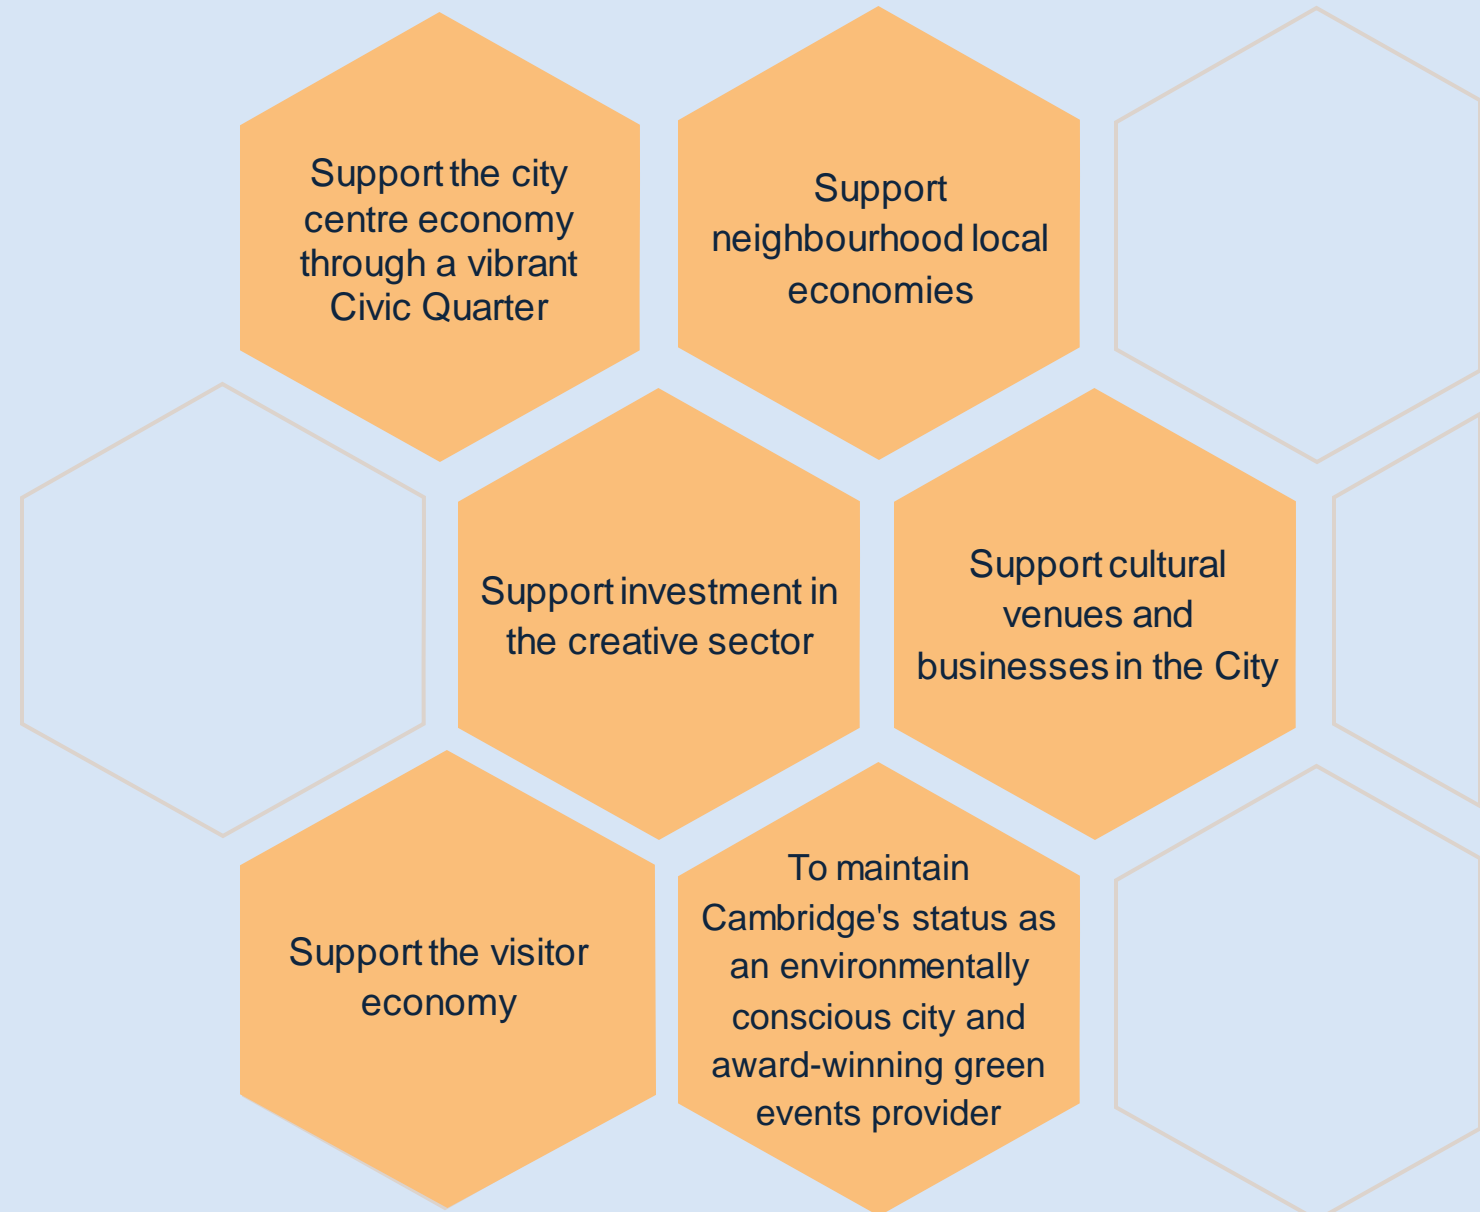 Support the city
centre economy
through a vibrant
Civic Quarter
Support
neighbourhood local
economies
Support investment in
the creative sector
Support cultural
venues and
businesses in the City
Support the visitor
economy
To maintain
Cambridge's status as
an environmentally
conscious city and
award-winning green
events provider